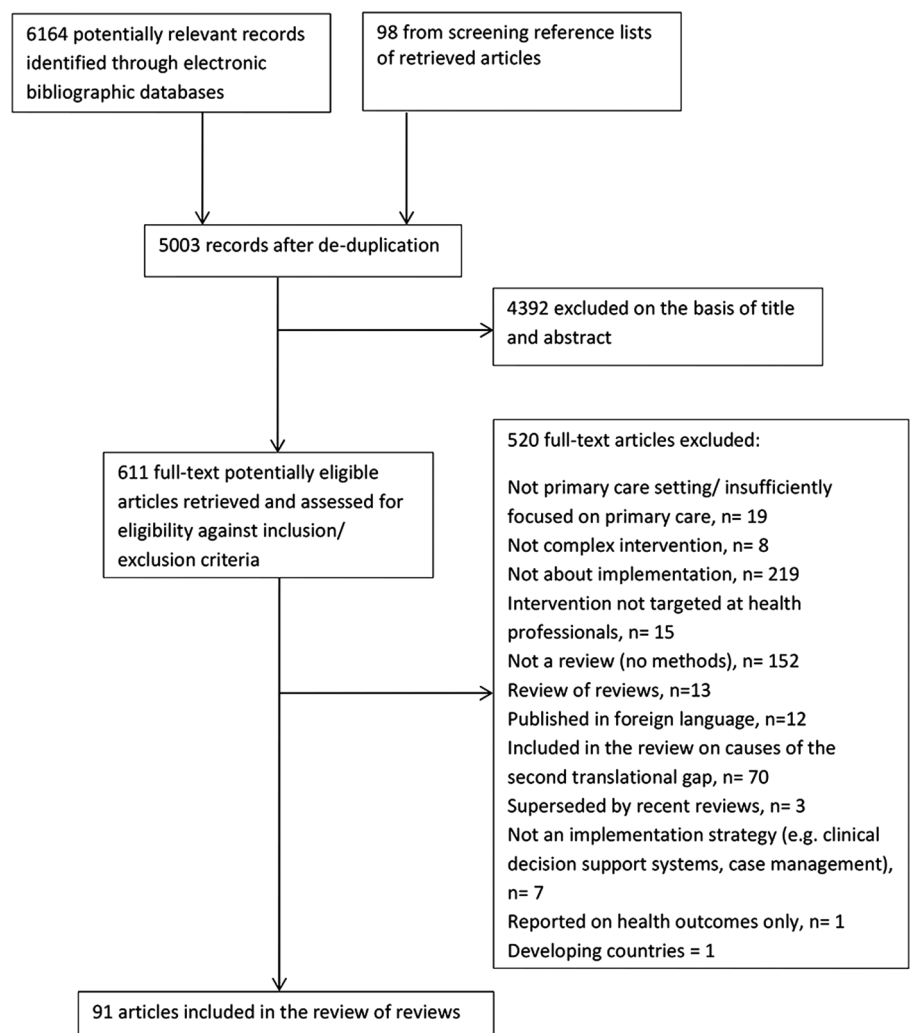 6164 potentially relevant records
identified through electronic
bibliographic databases
98 from screening reference lists
of retrieved articles
5003 records after de-duplication
4392 excluded on the basis of title
and abstract
611 full-text potentially eligible
articles retrieved and assessed for
eligibility against inclusion/
exclusion criteria
520 full-text articles excluded:
Not primary care setting/ insufficiently
focused on primary care, n= 19
Not complex intervention, n= 8
Not about implementation, n= 219
Intervention not targeted at health
professionals, n= 15
Not a review (no methods), n= 152
Review of reviews, n=13
Published in foreign language, n=12
Included in the review on causes of the
second translational gap, n= 70
Superseded by recent reviews, n= 3
Not an implementation strategy (e.g. clinical
decision support systems, case management),
n= 7
Reported on health outcomes only, n= 1
Developing countries = 1
91 articles included in the review of reviews